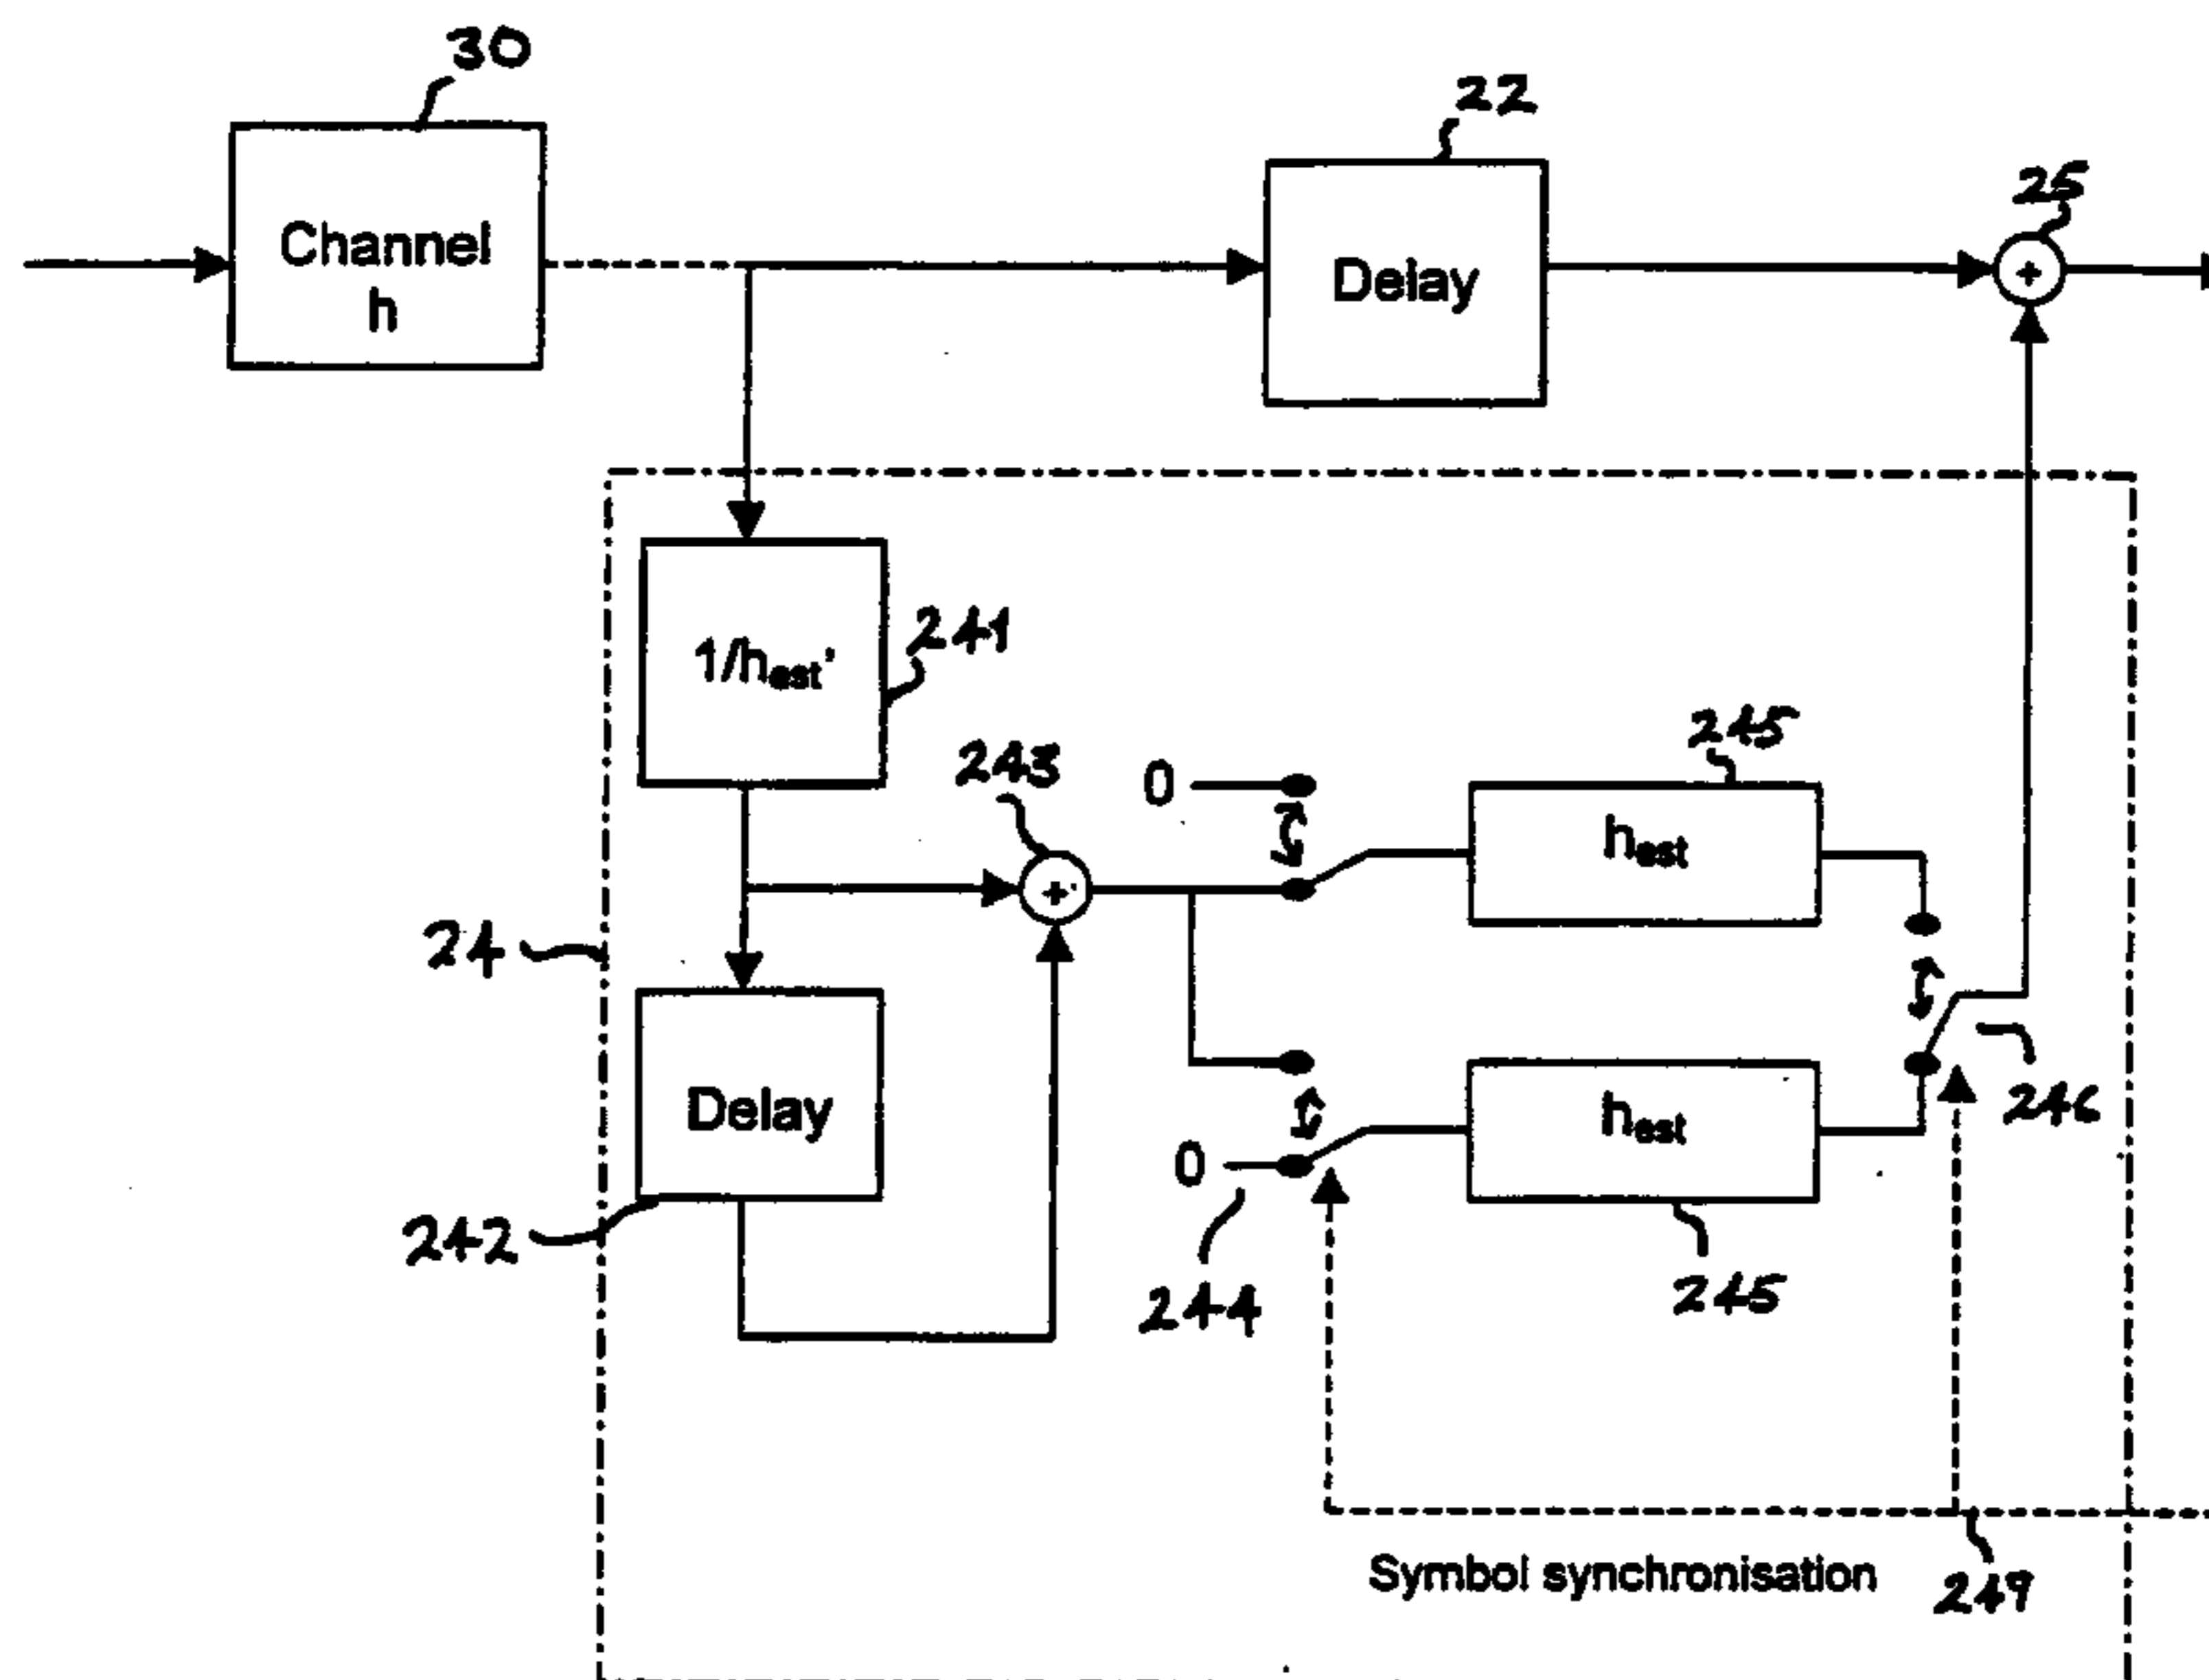 30
22
25
Channel
h
Delay
+
1/hest'
241
245
243
0
hest
+
24
Delay
hest
246
0
242
244
245
Symbol synchronisation
247